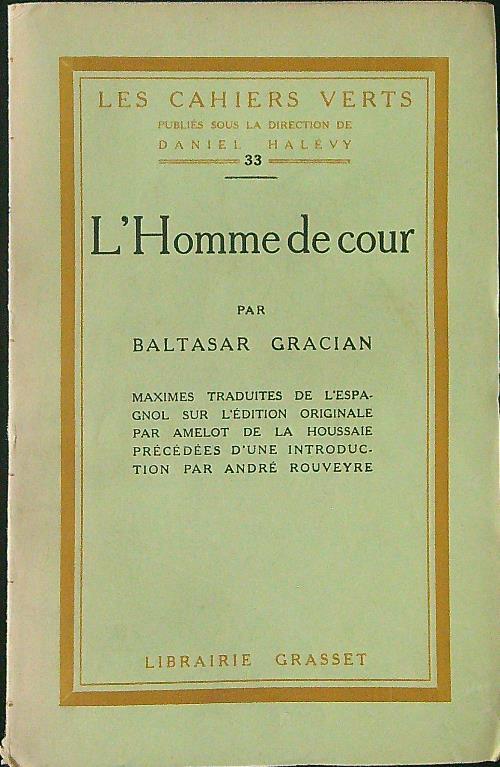 LES CAHIERS VERTS
PUBLIÉS SOUS LA DIRECTION DE
DANIEL HALÉVY
33
L'Homme de cour
PAR
BALTASAR GRACIAN
MAXIMES TRADUITES DE L'ESPA-
GNOL SUR L'ÉDITION ORIGINALE
PAR AMELOT DE LA HOUSSAIE
PRÉCÉDÉES D'UNE INTRODUC-
TION PAR ANDRÉ ROUVEYRE
LIBRAIRIE GRASSET